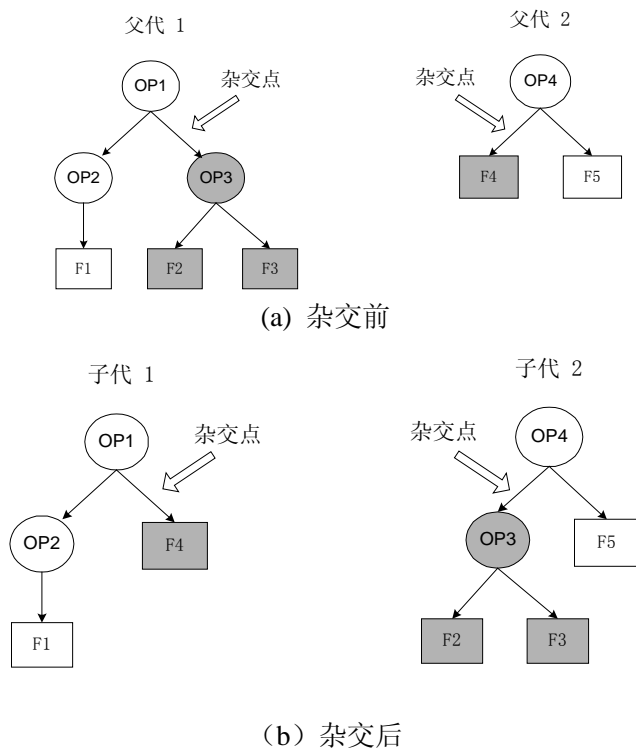 父代 1
父代 2
OP1
杂交点
杂交点
OP4
OP2
OP3
F4
F5
F1
F2
F3
(a) 杂交前
子代 1
子代 2
OP1
杂交点
杂交点
OP4
OP2
F4
OP3
F5
F1
F2
F3
（b）杂交后